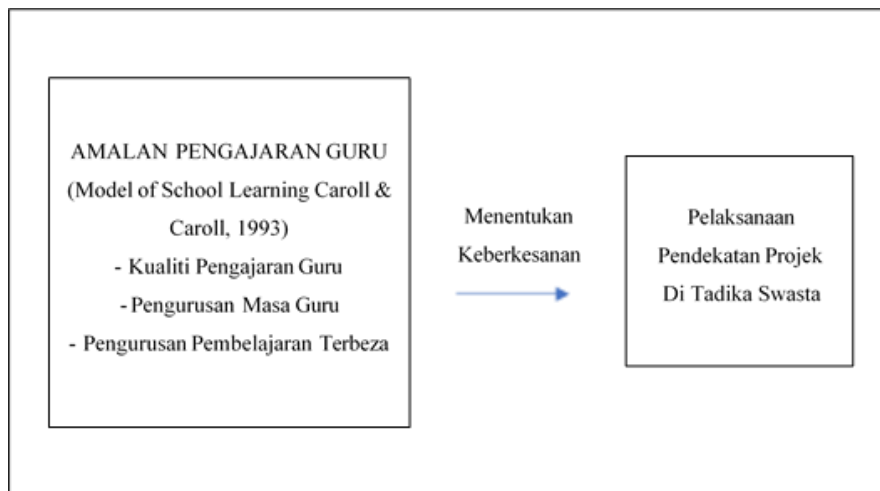 AMALAN PENGAJARAN GURU
(Model of School Learning Caroll &
Caroll, 1993)
- Kualiti Pengajaran Guru
-Pengurusan Masa Guru
- Pengurusan Pembelajaran Terbeza
Menentukan
Keberkesanan
Pelaksanaan
Pendekatan Projek
Di Tadika Swasta